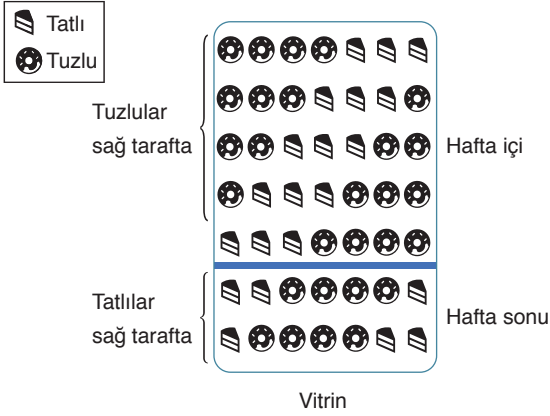 Tatlı
Tuzlu
Tuzlular
sağ tarafta
Hafta içi
Tatlılar
sağ tarafta
Hafta sonu
Vitrin